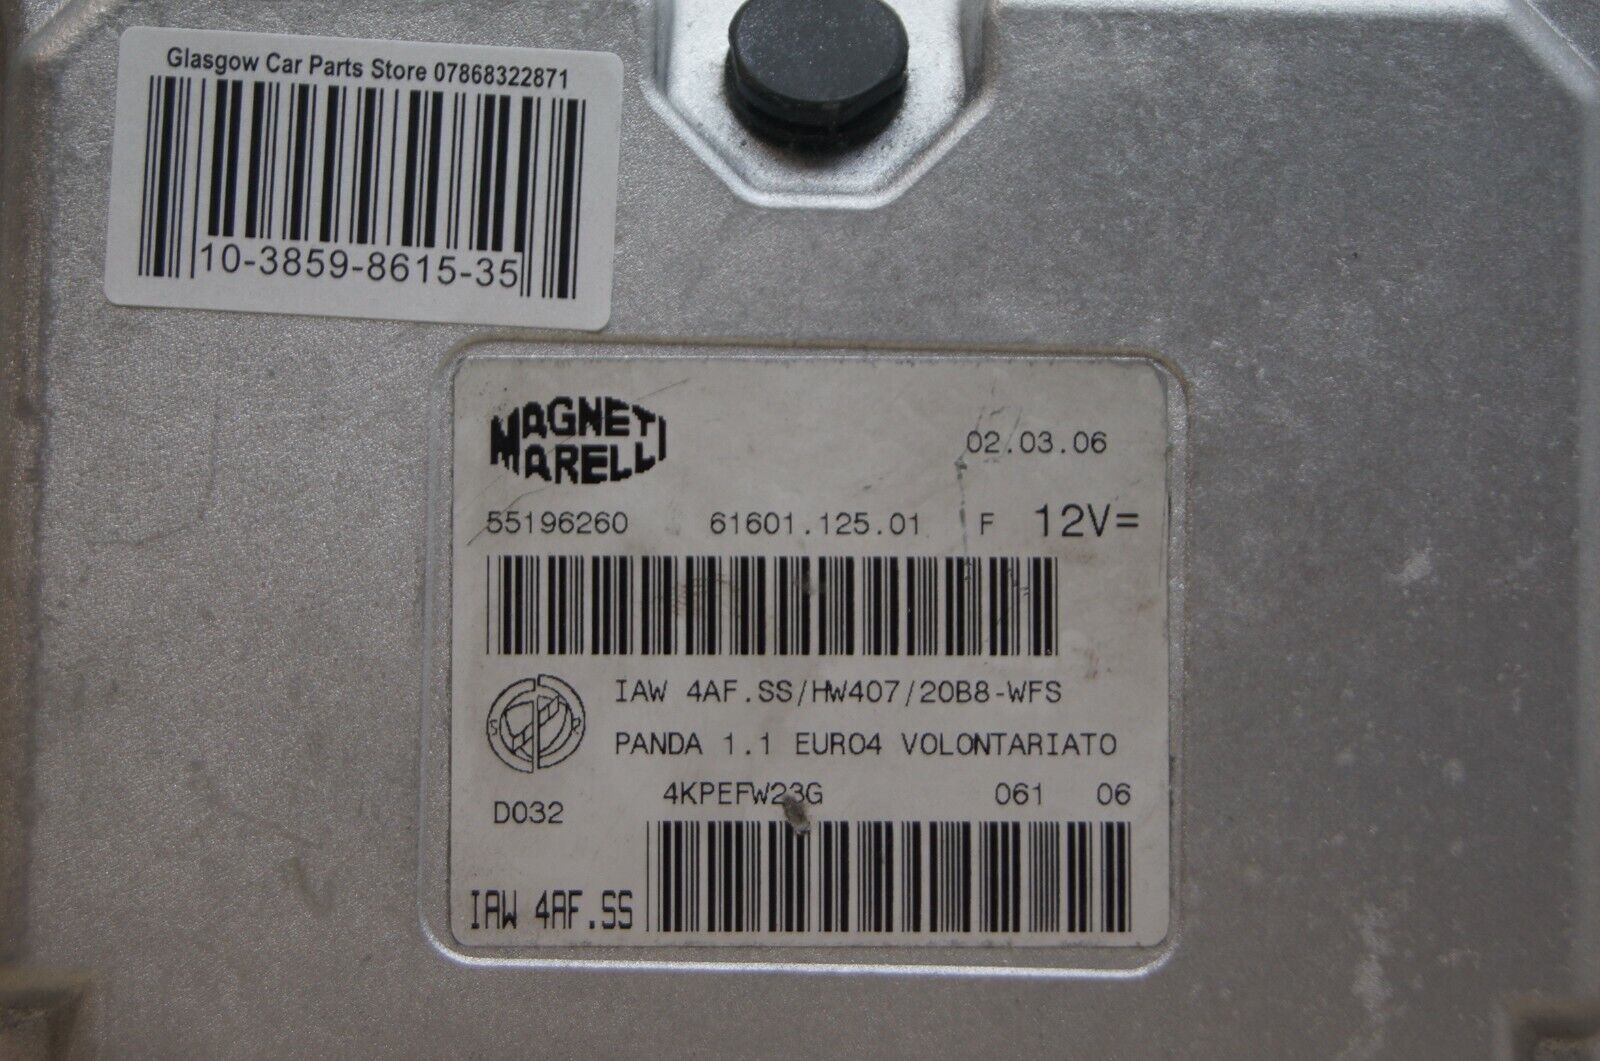 Glasgow Car Parts Store 07868322871
10-3859-8615-35
MAGNETI MARELLI
02.03.06
55196260 61601.125.01 F 12V=
IAW 4AF.SS/HW407/20B8-WFS
PANDA 1.1 EURO4 VOLONTARIATO
4KPEFW23G 061 06
D032
IAW 4AF.SS